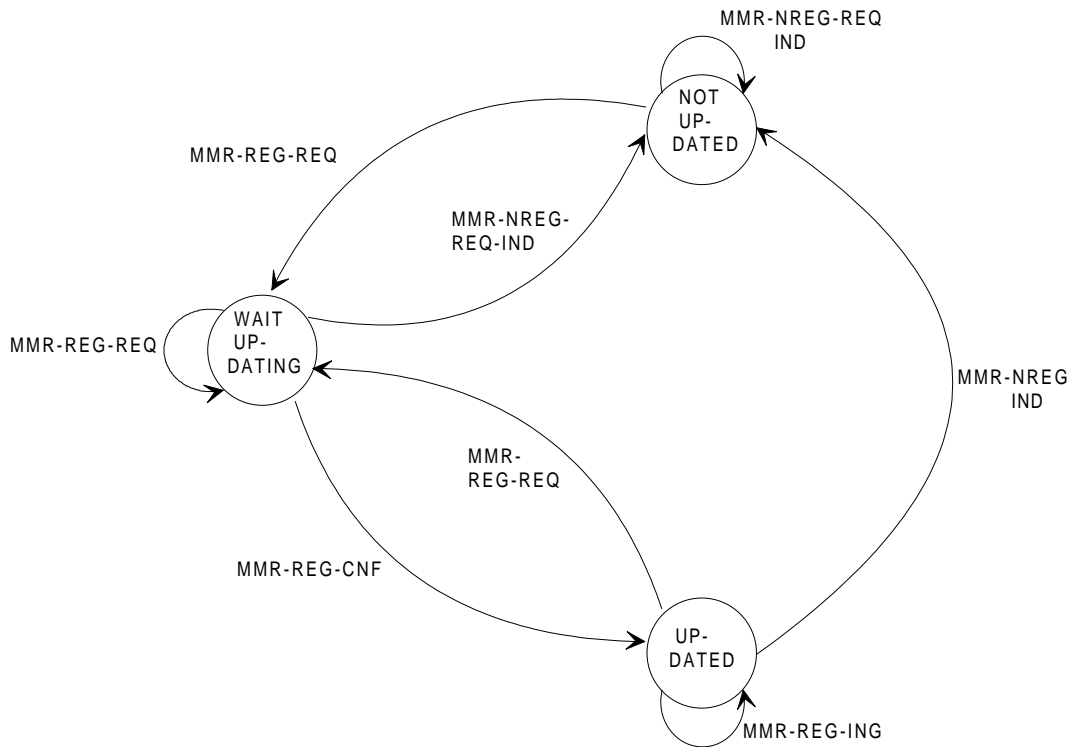 MMR-NREG-REQ
IND
NOT
UP-
DATED
MMR-REG-REQ
MMR-NREG-
REQ-IND
WAIT
UP-
DATING
MMR-REG-REQ
MMR-NREG
IND
MMR-
REG-REQ
MMR-REG-CNF
UP-
DATED
MMR-REG-ING